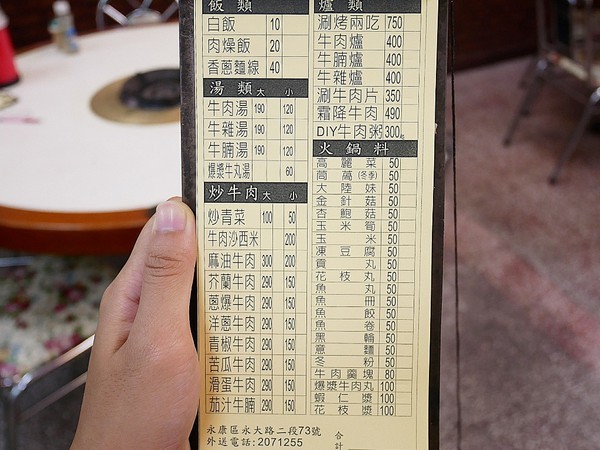 飯 類
白飯 10
肉燥飯 20
香蔥麵線 40
湯 類 大 小
牛肉湯 190 120
牛雜湯 190 120
牛腩湯 190 120
爆漿牛丸湯 60
炒牛肉 大 小
炒青菜 100 50
牛肉沙西米 200
麻油牛肉 300 200
芥蘭牛肉 290 150
蔥爆牛肉 290 150
洋蔥牛肉 290 150
青椒牛肉 290 150
苦瓜牛肉 290 150
滑蛋牛肉 290 150
茄汁牛腩 290 150
永康區永大路二段73號
外送電話:2071255
爐 類
涮烤兩吃 750
牛肉爐 400
牛腩爐 400
牛雜爐 400
涮牛肉片 350
霜降牛肉 490
DIY牛肉粥 300
火 鍋 料
高麗菜 50
茼萵(冬季) 50
大陸妹 50
金針菇 50
杏鮑菇 50
玉米筍 50
玉米 50
凍豆腐 50
貢丸 50
花枝丸 50
魚丸 50
魚冊 50
魚餃 50
魚卷 50
黑輪 50
意麵 50
冬粉 50
牛肉羹塊 80
爆漿牛肉丸 100
蝦仁漿 100
花枝漿 100
合計